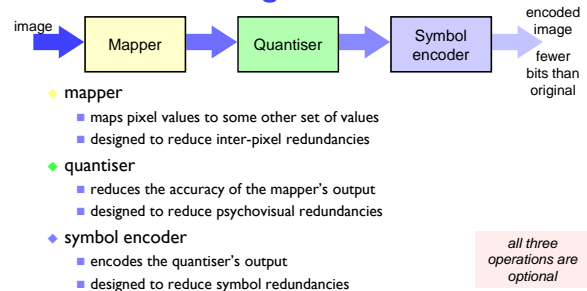 image
Mapper
Quantiser
Symbol
encoder
encoded
image
fewer
bits than
original
mapper
maps pixel values to some other set of values
designed to reduce inter-pixel redundancies
quantiser
reduces the accuracy of the mapper's output
designed to reduce psychovisual redundancies
symbol encoder
encodes the quantiser's output
designed to reduce symbol redundancies
all three
operations are
optional